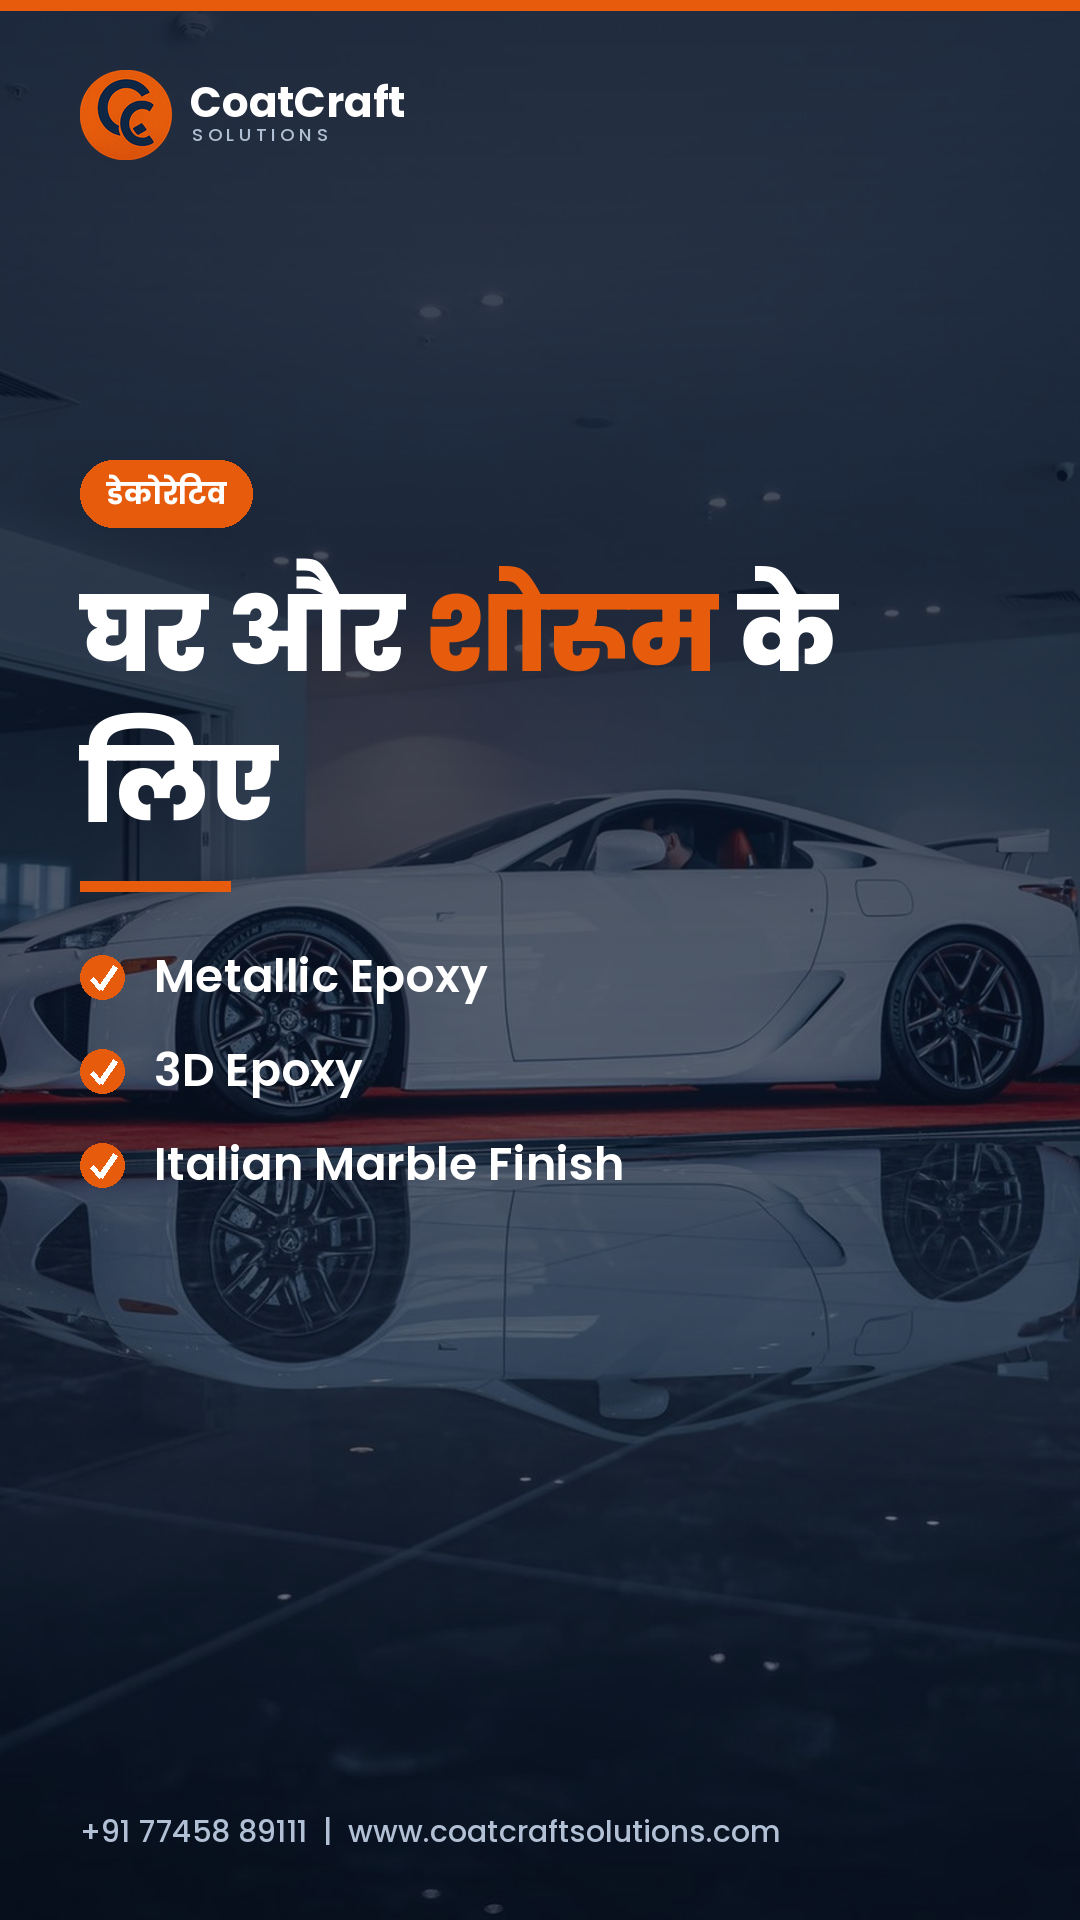 CoatCraft
SOLUTIONS
डेकोरेटिव
घर और शोरूम के
लिए
Metallic Epoxy
3D Epoxy
Italian Marble Finish
+91 77458 89111 | www.coatcraftsolutions.com